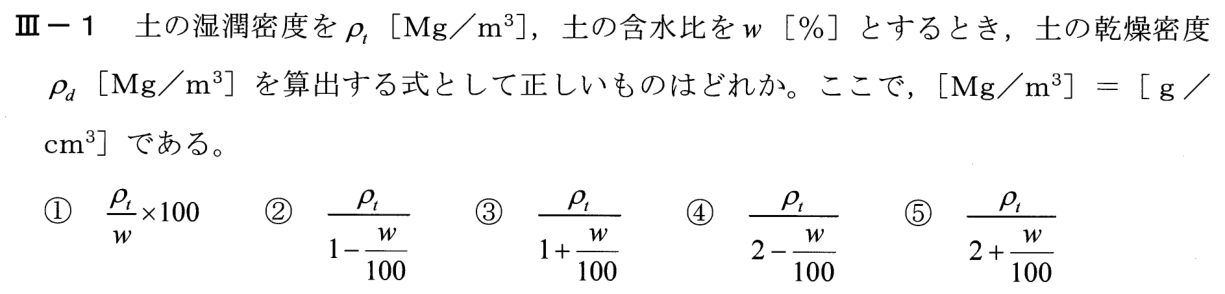 Ⅲ－1　土の湿潤密度をρt［Mg／m³］，土の含水比をw［％］とするとき，土の乾燥密度
ρd［Mg／m³］を算出する式として正しいものはどれか。ここで，［Mg／m³］＝［g／
cm³］である。
① ρt/w×100　② ρt/(1−w/100)　③ ρt/(1+w/100)　④ ρt/(2−w/100)　⑤ ρt/(2+w/100)